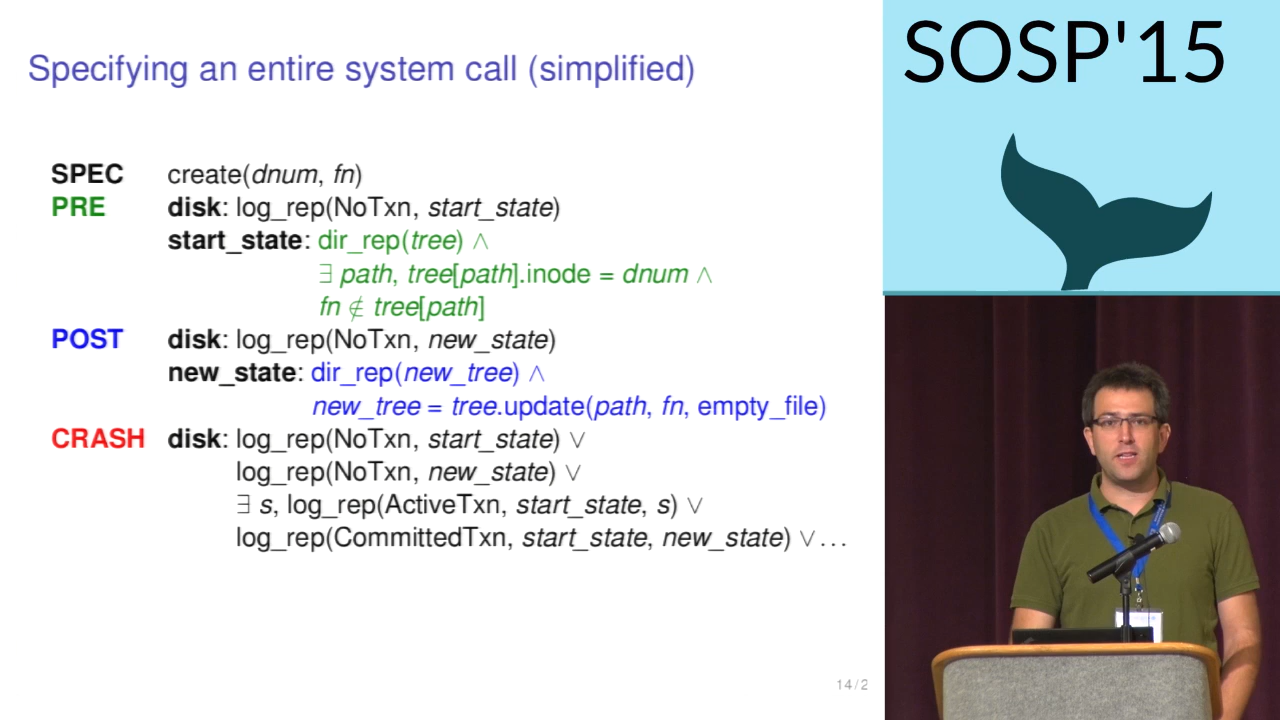 Specifying an entire system call (simplified)
SPEC create(dnum, fn)
PRE disk: log_rep(NoTxn, start_state)
start_state: dir_rep(tree) ∧
∃ path, tree[path].inode = dnum ∧
fn ∉ tree[path]
POST disk: log_rep(NoTxn, new_state)
new_state: dir_rep(new_tree) ∧
new_tree = tree.update(path, fn, empty_file)
CRASH disk: log_rep(NoTxn, start_state) ∨
log_rep(NoTxn, new_state) ∨
∃ s, log_rep(ActiveTxn, start_state, s) ∨
log_rep(CommittedTxn, start_state, new_state) ∨ ...
14 / 2
SOSP'15